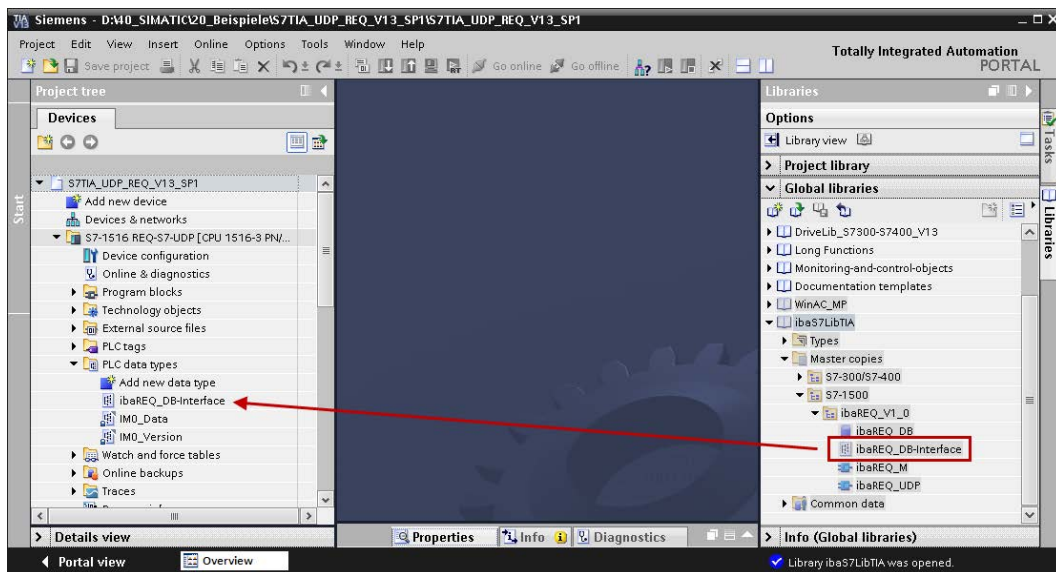 Siemens - D:\40_SIMATIC\20_Beispiele\S7TIA_UDP_REQ_V13_SP1\S7TIA_UDP_REQ_V13_SP1
Project Edit View Insert Online Options Tools Window Help
Totally Integrated Automation
PORTAL
Save project Go online Go offline
Project tree
Devices
Start
S7TIA_UDP_REQ_V13_SP1
Add new device
Devices & networks
S7-1516 REQ-S7-UDP [CPU 1516-3 PN/...
Device configuration
Online & diagnostics
Program blocks
Technology objects
External source files
PLC tags
PLC data types
Add new data type
ibaREQ_DB-Interface
IM0_Data
IM0_Version
Watch and force tables
Online backups
Traces
Details view
Properties Info Diagnostics
Libraries
Options
Library view
Project library
Global libraries
DriveLib_S7300-S7400_V13
Long Functions
Monitoring-and-control-objects
Documentation templates
WinAC_MP
ibaS7LibTIA
Types
Master copies
S7-300/S7-400
S7-1500
ibaREQ_V1_0
ibaREQ_DB
ibaREQ_DB-Interface
ibaREQ_M
ibaREQ_UDP
Common data
Info (Global libraries)
Tasks
Libraries
Portal view Overview
Library ibaS7LibTIA was opened.